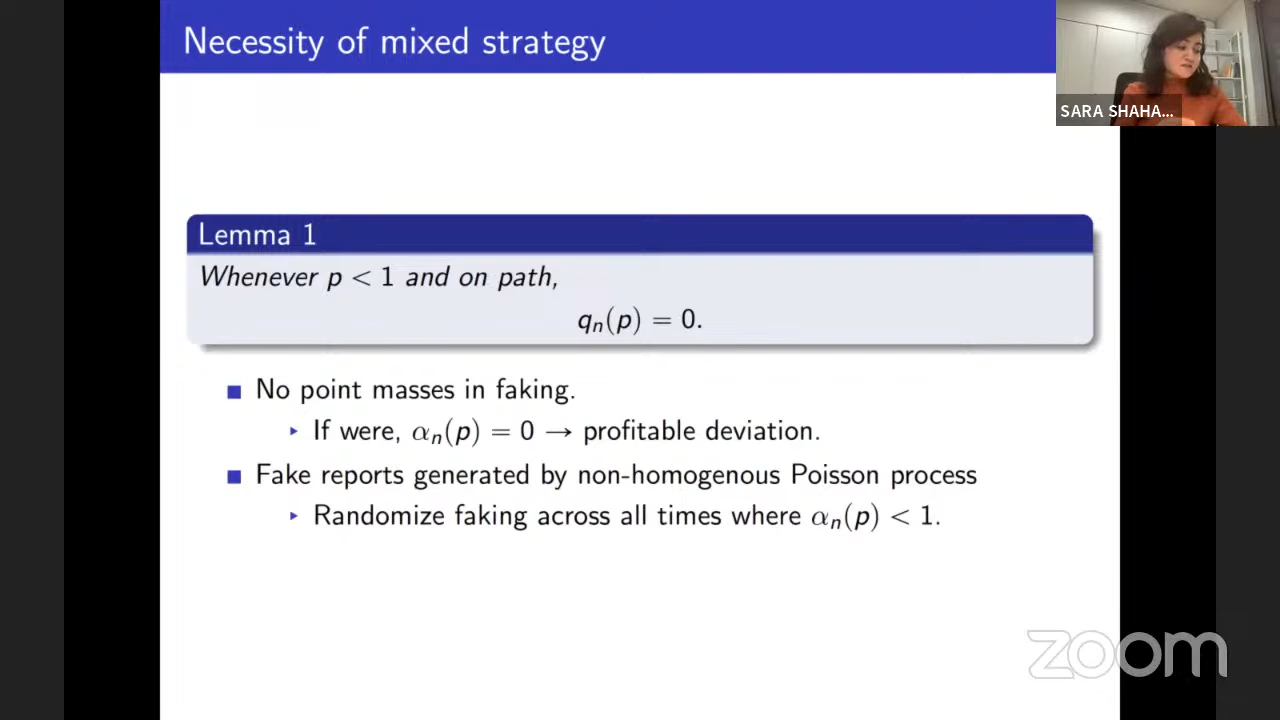 Necessity of mixed strategy
SARA SHAHA...
Lemma 1
Whenever p < 1 and on path,
qₙ(p) = 0.
No point masses in faking.
If were, αₙ(p) = 0 → profitable deviation.
Fake reports generated by non-homogenous Poisson process
Randomize faking across all times where αₙ(p) < 1.
zoom